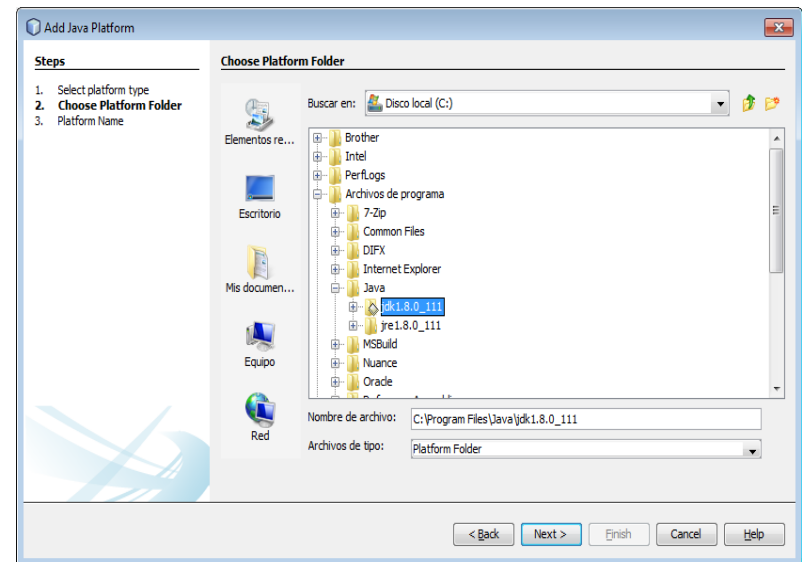 Add Java Platform
Steps
1. Select platform type
2. Choose Platform Folder
3. Platform Name
Choose Platform Folder
Buscar en: Disco local (C:)
Elementos re...
Escritorio
Mis documen...
Equipo
Red
Brother
Intel
PerfLogs
Archivos de programa
7-Zip
Common Files
DIFX
Internet Explorer
Java
jdk1.8.0_111
jre1.8.0_111
MSBuild
Nuance
Oracle
Nombre de archivo: C:\Program Files\Java\jdk1.8.0_111
Archivos de tipo: Platform Folder
< Back Next > Finish Cancel Help